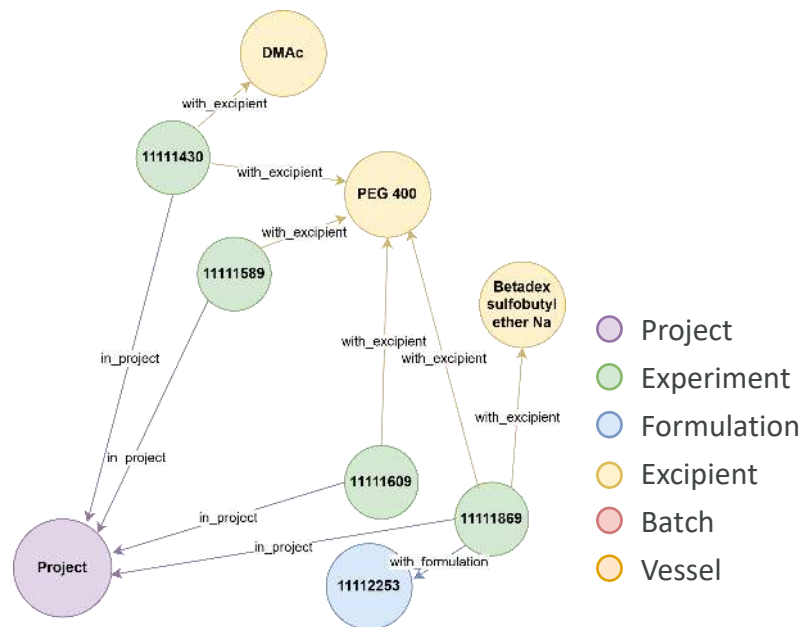 DMAc
with_excipient
11111430
with_excipient
PEG 400
with_excipient
11111589
Betadex
sulfobutyl
ether Na
Project
in_project
with_excipient
with_excipient
Experiment
with_excipient
Formulation
in_project
Excipient
11111609
in_project
11111869
Batch
in_project
Project
with_formulation
11112253
Vessel